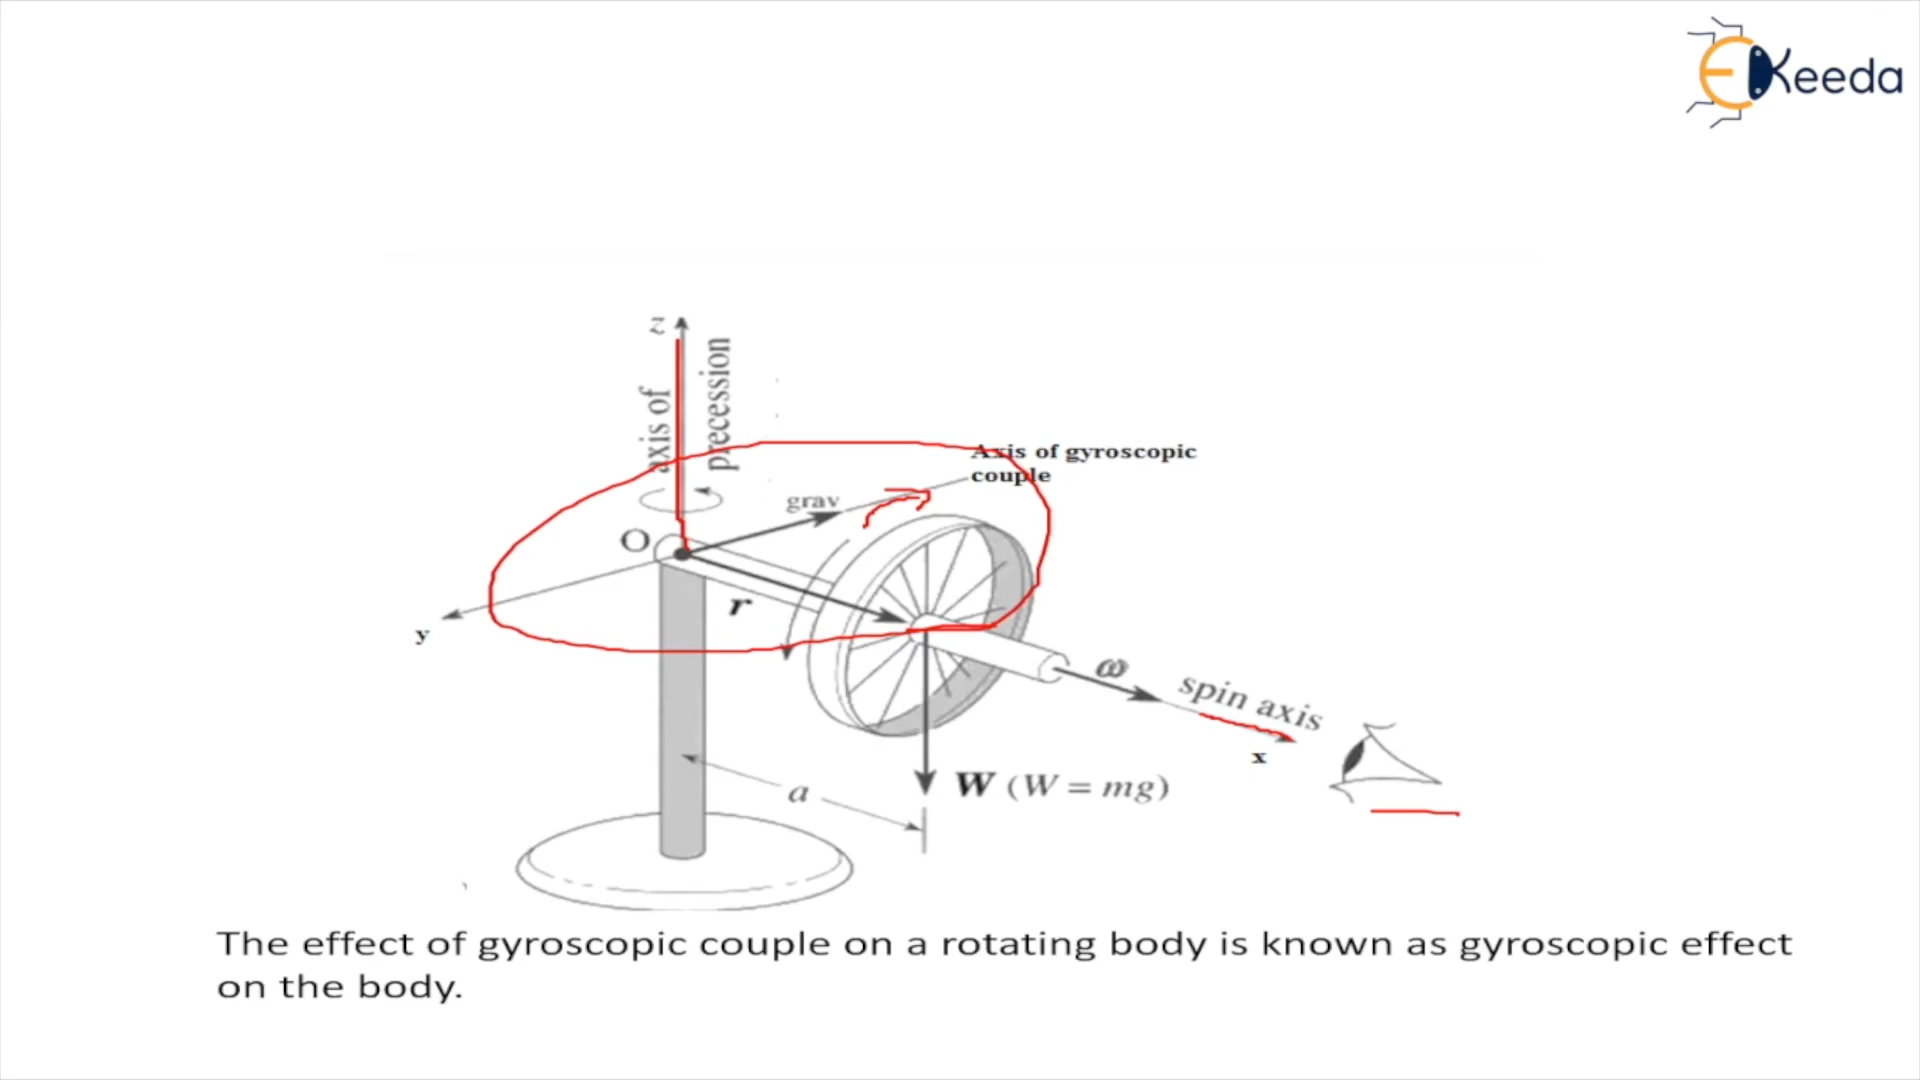 EKeeda
z
axis of
precession
Axis of gyroscopic
couple
grav
O
r
y
ω
spin axis
x
W (W = mg)
a
The effect of gyroscopic couple on a rotating body is known as gyroscopic effect
on the body.